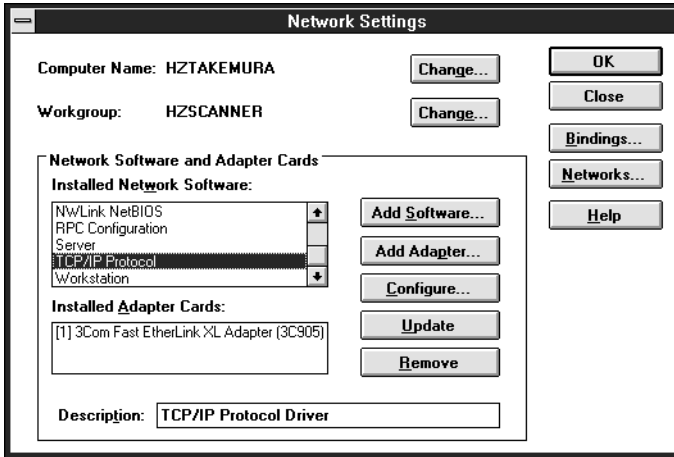 Network Settings
Computer Name: HZTAKEMURA
Change...
Workgroup: HZSCANNER
Change...
OK
Close
Bindings...
Networks...
Help
Network Software and Adapter Cards
Installed Network Software:
NWLink NetBIOS
RPC Configuration
Server
TCP/IP Protocol
Workstation
Add Software...
Add Adapter...
Configure...
Update
Remove
Installed Adapter Cards:
[1] 3Com Fast EtherLink XL Adapter (3C905)
Description: TCP/IP Protocol Driver